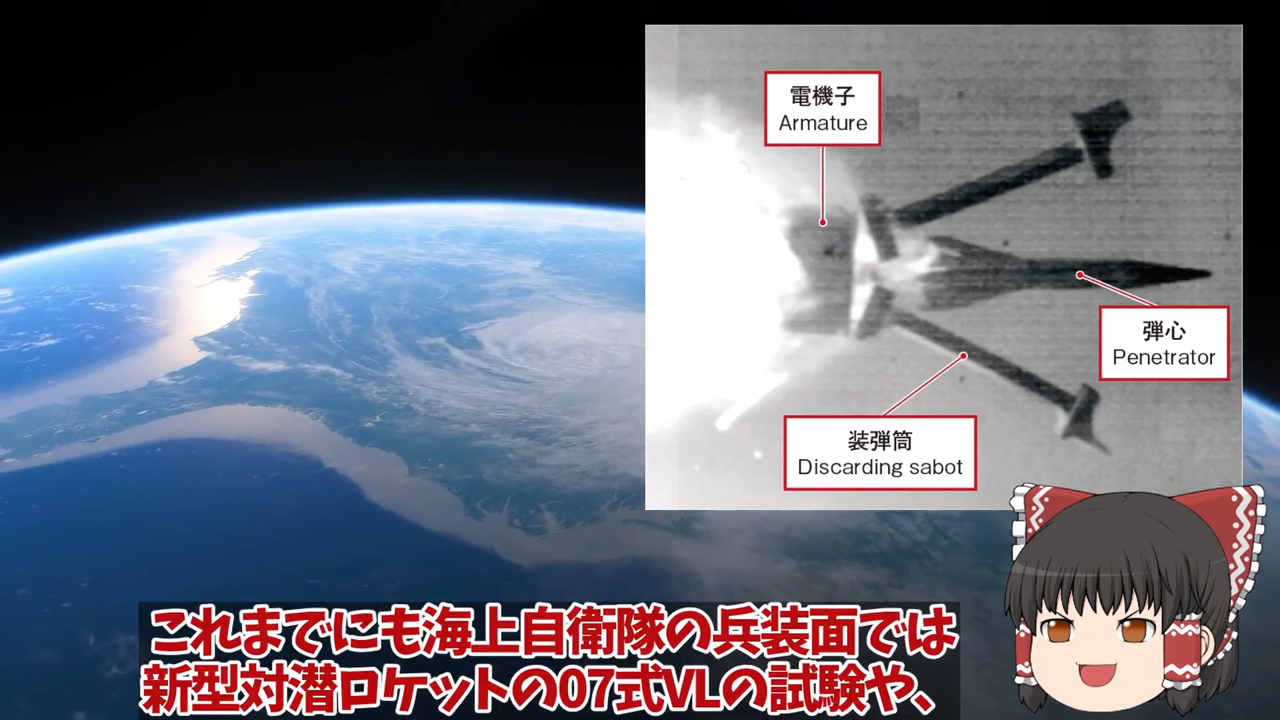 電機子
Armature
弾心
Penetrator
装弾筒
Discarding sabot
これまでにも海上自衛隊の兵装面では
新型対潜ロケットの07式VLの試験や、